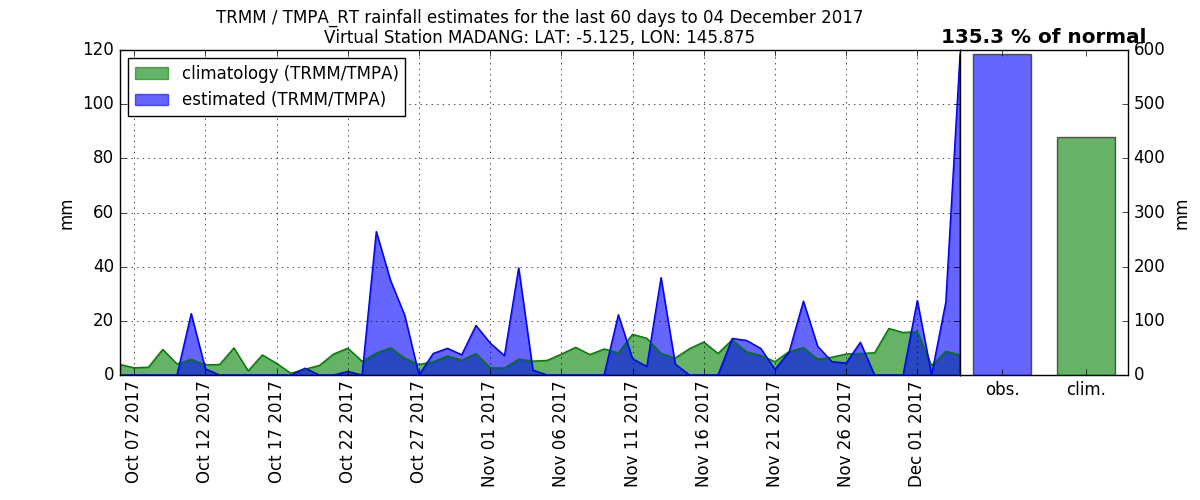 TRMM / TMPA_RT rainfall estimates for the last 60 days to 04 December 2017
Virtual Station MADANG: LAT: -5.125, LON: 145.875
135.3 % of normal
climatology (TRMM/TMPA)
estimated (TRMM/TMPA)
mm
120
100
80
60
40
20
0
Oct 07 2017
Oct 12 2017
Oct 17 2017
Oct 22 2017
Oct 27 2017
Nov 01 2017
Nov 06 2017
Nov 11 2017
Nov 16 2017
Nov 21 2017
Nov 26 2017
Dec 01 2017
obs.
clim.
600
500
400
300
200
100
0
mm